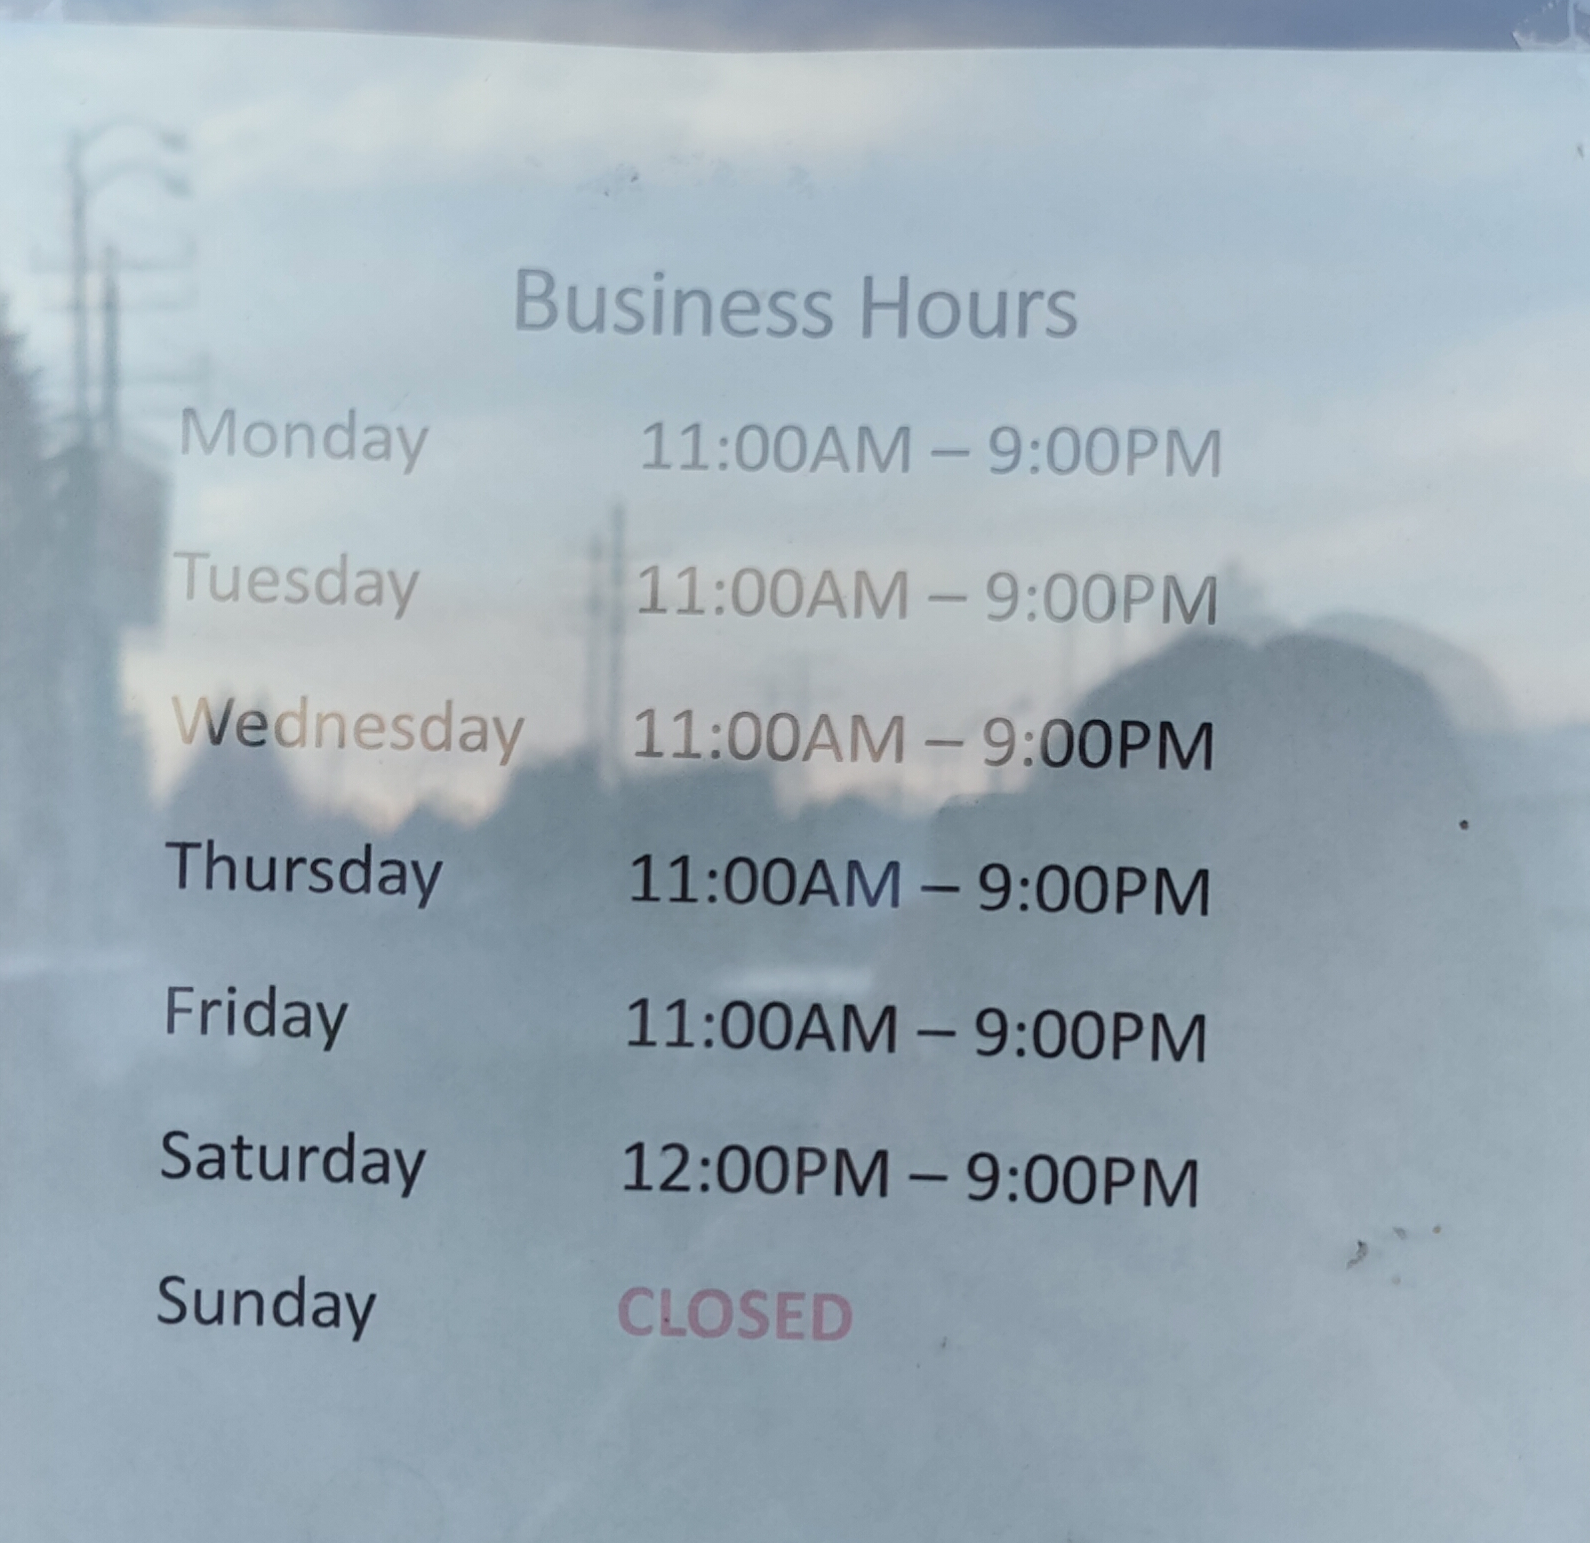 Business Hours
Monday 11:00AM – 9:00PM
Tuesday 11:00AM – 9:00PM
Wednesday 11:00AM – 9:00PM
Thursday 11:00AM – 9:00PM
Friday 11:00AM – 9:00PM
Saturday 12:00PM – 9:00PM
Sunday CLOSED